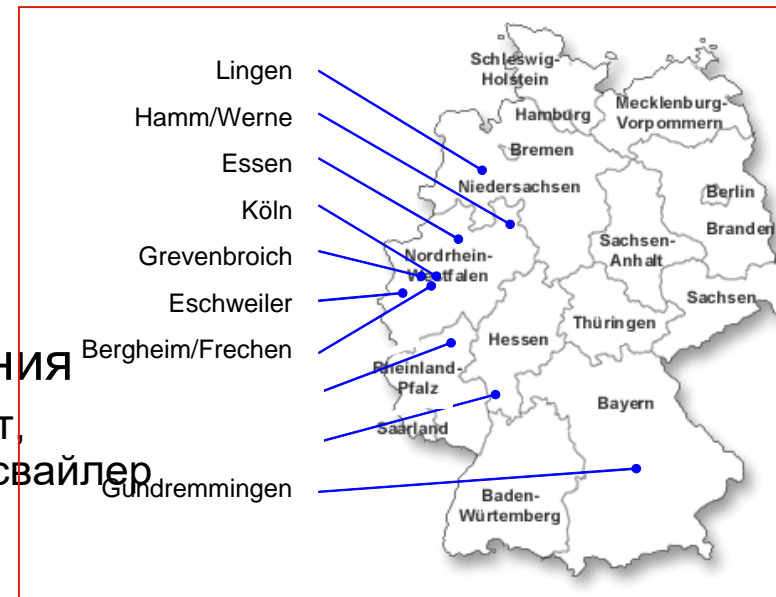 Lingen
Hamm/Werne
Essen
Köln
Grevenbroich
Eschweiler
Bergheim/Frechen
ния
т,
свайлер
Gundremmingen
Schleswig-
Holstein
Hamburg
Mecklenburg-
Vorpommern
Bremen
Niedersachsen
Berlin
Branden
Sachsen-
Anhalt
Nordrhein-
Westfalen
Sachsen
Thüringen
Hessen
Rheinland-
Pfalz
Bayern
Saarland
Baden-
Würtemberg